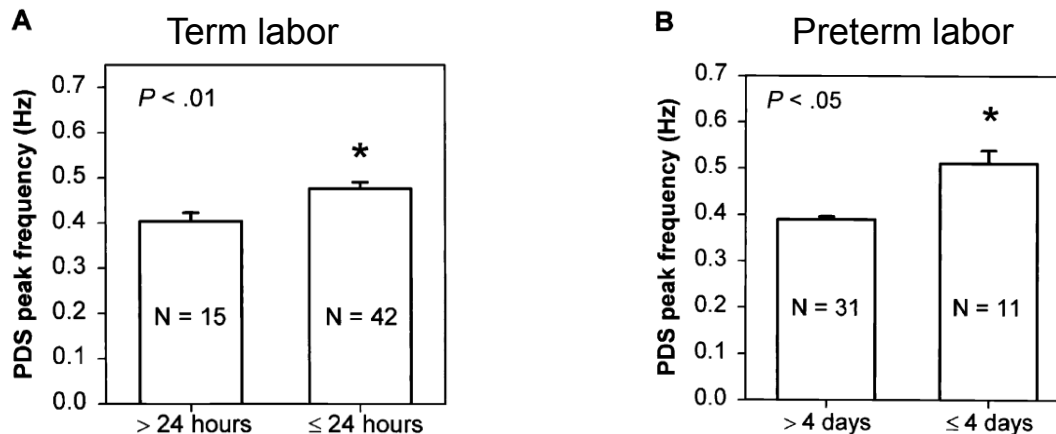 A
Term labor
PDS peak frequency (Hz)
0.7
0.6
0.5
0.4
0.3
0.2
0.1
0.0
P < .01
*
N = 15
N = 42
> 24 hours
≤ 24 hours
B
Preterm labor
PDS peak frequency (Hz)
0.7
0.6
0.5
0.4
0.3
0.2
0.1
0.0
P < .05
*
N = 31
N = 11
> 4 days
≤ 4 days